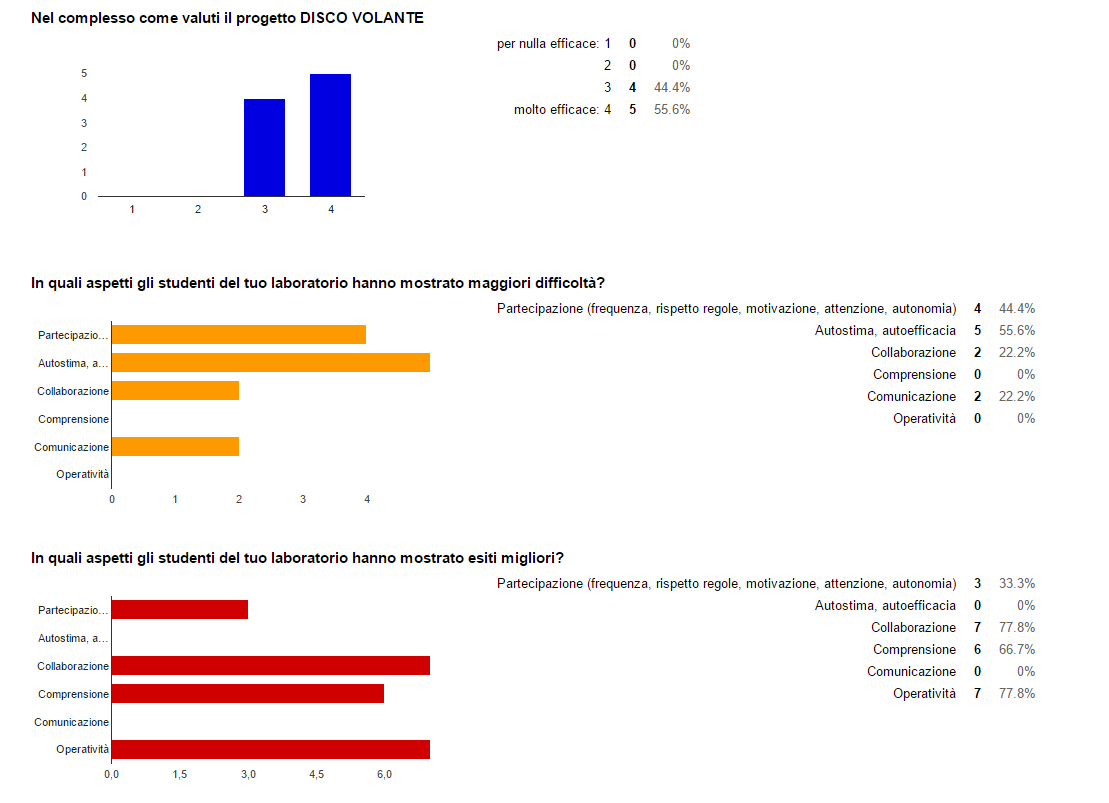 Nel complesso come valuti il progetto DISCO VOLANTE
per nulla efficace: 1 0 0%
2 0 0%
3 4 44.4%
molto efficace: 4 5 55.6%
5
4
3
2
1
0
1 2 3 4
In quali aspetti gli studenti del tuo laboratorio hanno mostrato maggiori difficoltà?
Partecipazione (frequenza, rispetto regole, motivazione, attenzione, autonomia) 4 44.4%
Autostima, autoefficacia 5 55.6%
Collaborazione 2 22.2%
Comprensione 0 0%
Comunicazione 2 22.2%
Operatività 0 0%
Partecipazio...
Autostima, a...
Collaborazione
Comprensione
Comunicazione
Operatività
0 1 2 3 4
In quali aspetti gli studenti del tuo laboratorio hanno mostrato esiti migliori?
Partecipazione (frequenza, rispetto regole, motivazione, attenzione, autonomia) 3 33.3%
Autostima, autoefficacia 0 0%
Collaborazione 7 77.8%
Comprensione 6 66.7%
Comunicazione 0 0%
Operatività 7 77.8%
Partecipazio...
Autostima, a...
Collaborazione
Comprensione
Comunicazione
Operatività
0,0 1,5 3,0 4,5 6,0